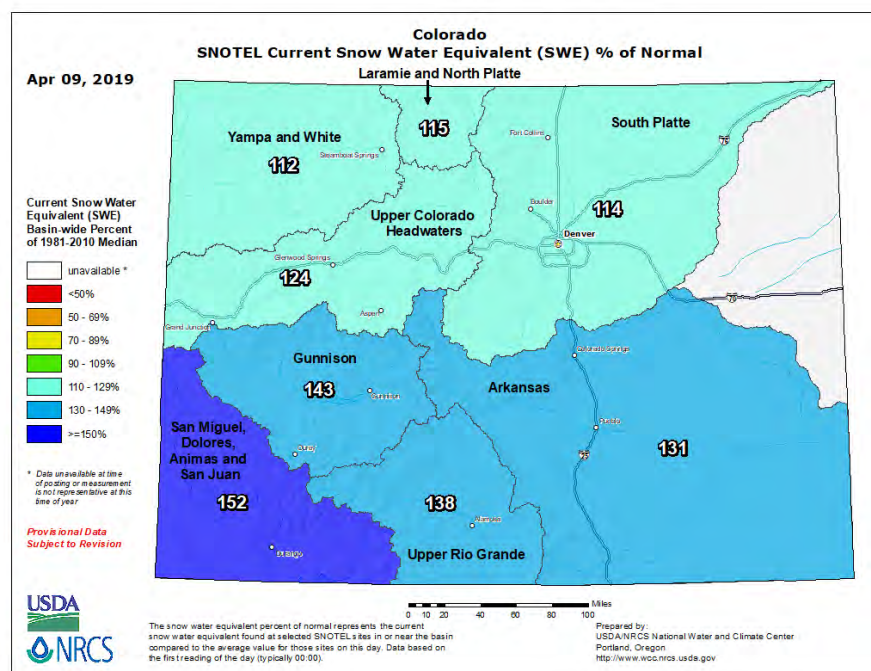 Colorado
SNOTEL Current Snow Water Equivalent (SWE) % of Normal
Apr 09, 2019
Laramie and North Platte
115
South Platte
Fort Collins
76
Yampa and White
112
Steamboat Springs
Upper Colorado
Headwaters
Boulder
114
Denver
Glenwood Springs
124
Aspen
Grand Junction
70
Gunnison
143
Gunnison
Arkansas
Colorado Springs
San Miguel,
Dolores,
Animas and
San Juan
152
Ouray
Pueblo
131
138
Alamosa
Durango
Upper Rio Grande
Current Snow Water
Equivalent (SWE)
Basin-wide Percent
of 1981-2010 Median
unavailable *
<50%
50 - 69%
70 - 89%
90 - 109%
110 - 129%
130 - 149%
>=150%
* Data unavailable at time
of posting or measurement
is not representative at this
time of year
Provisional Data
Subject to Revision
USDA
NRCS
Miles
0 10 20 40 60 80 100
The snow water equivalent percent of normal represents the current
snow water equivalent found at selected SNOTEL sites in or near the basin
compared to the average value for those sites on this day. Data based on
the first reading of the day (typically 00:00).
Prepared by:
USDA/NRCS National Water and Climate Center
Portland, Oregon
http://www.wcc.nrcs.usda.gov